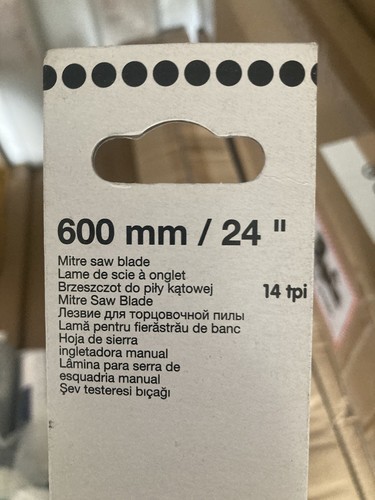 600 mm / 24 "
Mitre saw blade
Lame de scie à onglet
Brzeszczot do piły kątowej
14 tpi
Mitre Saw Blade
Лезвие для торцовочной пилы
Lamă pentru fierăstrău de banc
Hoja de sierra
ingletadora manual
Lâmina para serra de
esquadria manual
Şev testeresi bıçağı